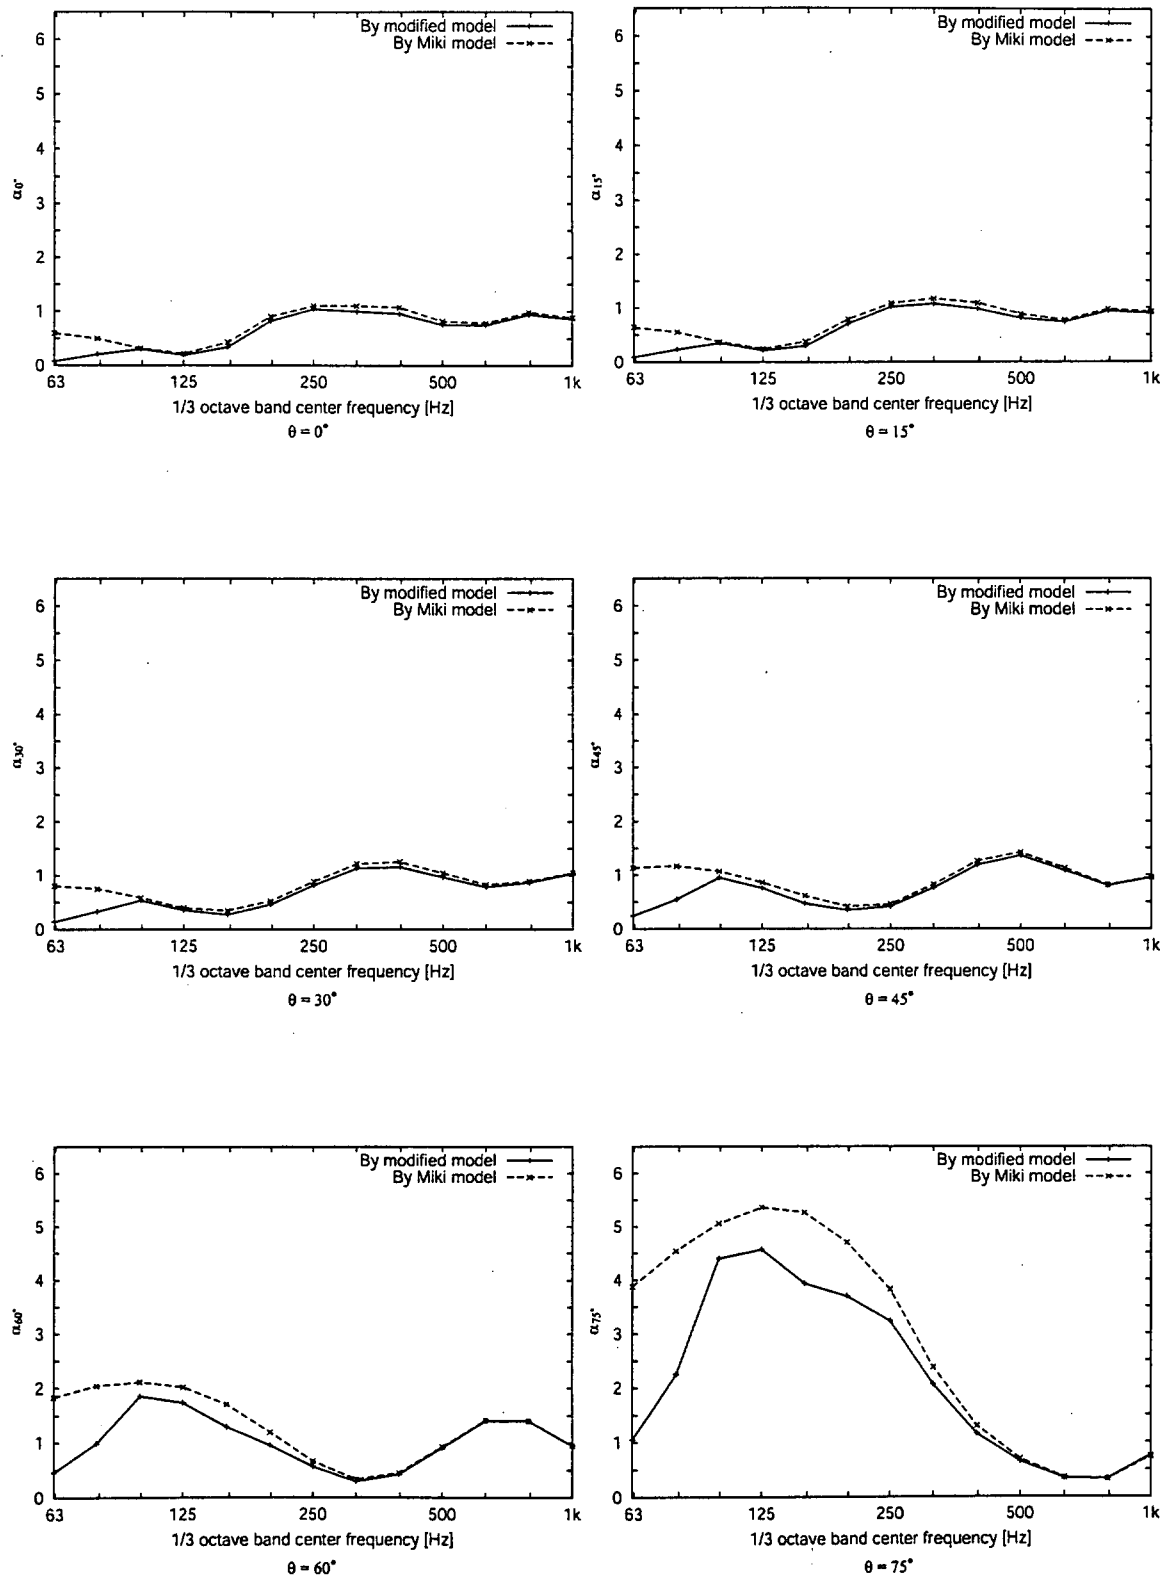 By modified model
By Miki model
6
5
4
3
2
1
0
α0°
63 125 250 500 1k
1/3 octave band center frequency [Hz]
θ = 0°
By modified model
By Miki model
6
5
4
3
2
1
0
α15°
63 125 250 500 1k
1/3 octave band center frequency [Hz]
θ = 15°
By modified model
By Miki model
6
5
4
3
2
1
0
α30°
63 125 250 500 1k
1/3 octave band center frequency [Hz]
θ = 30°
By modified model
By Miki model
6
5
4
3
2
1
0
α45°
63 125 250 500 1k
1/3 octave band center frequency [Hz]
θ = 45°
By modified model
By Miki model
6
5
4
3
2
1
0
α60°
63 125 250 500 1k
1/3 octave band center frequency [Hz]
θ = 60°
By modified model
By Miki model
6
5
4
3
2
1
0
α75°
63 125 250 500 1k
1/3 octave band center frequency [Hz]
θ = 75°